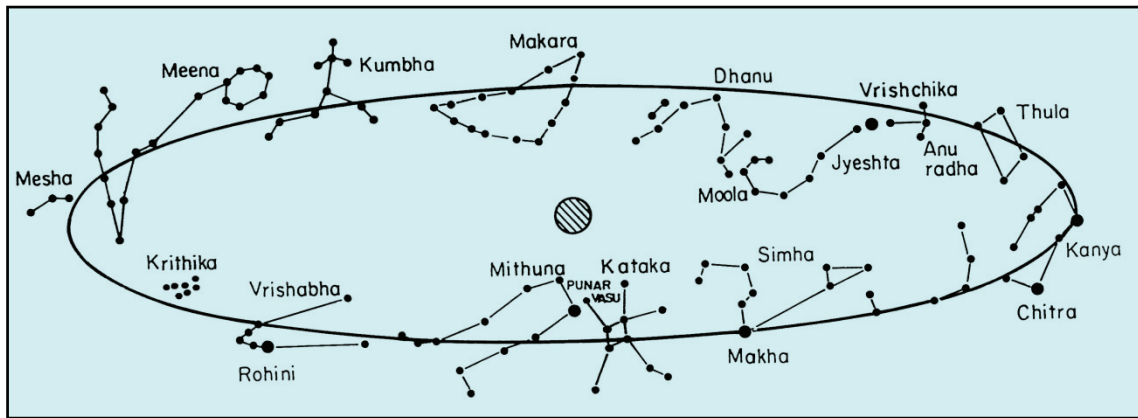 Meena
Kumbha
Makara
Dhanu
Vrishchika
Thula
Mesha
Moola
Jyeshta
Anu
radha
Krithika
Vrishabha
Mithuna
PUNAR
VASU
Kataka
Simha
Kanya
Rohini
Makha
Chitra